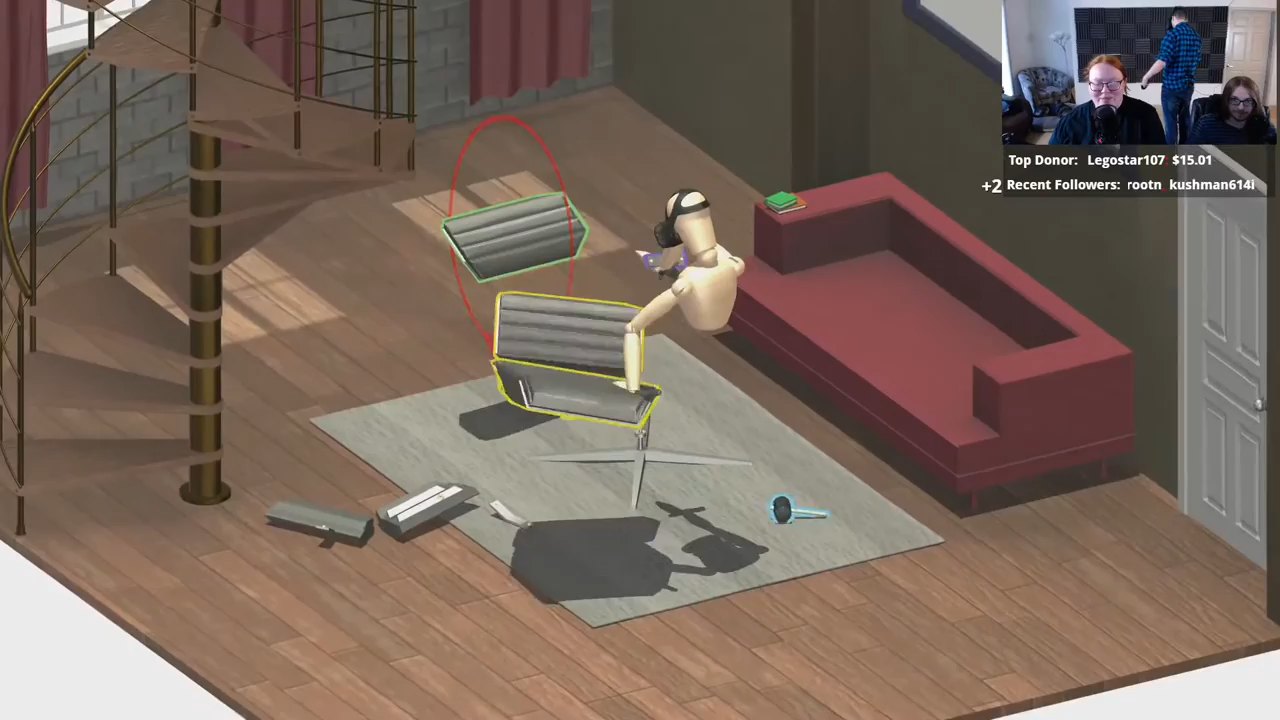 Top Donor: Legostar107 $15.01
+2 Recent Followers: rootn kushman614i